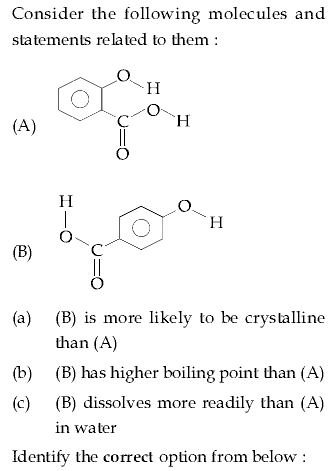 Consider the following molecules and
statements related to them :
(A)
O
H
C
O
H
O
(B)
H
O
C
O
O
H
(a) (B) is more likely to be crystalline
than (A)
(b) (B) has higher boiling point than (A)
(c) (B) dissolves more readily than (A)
in water
Identify the correct option from below :